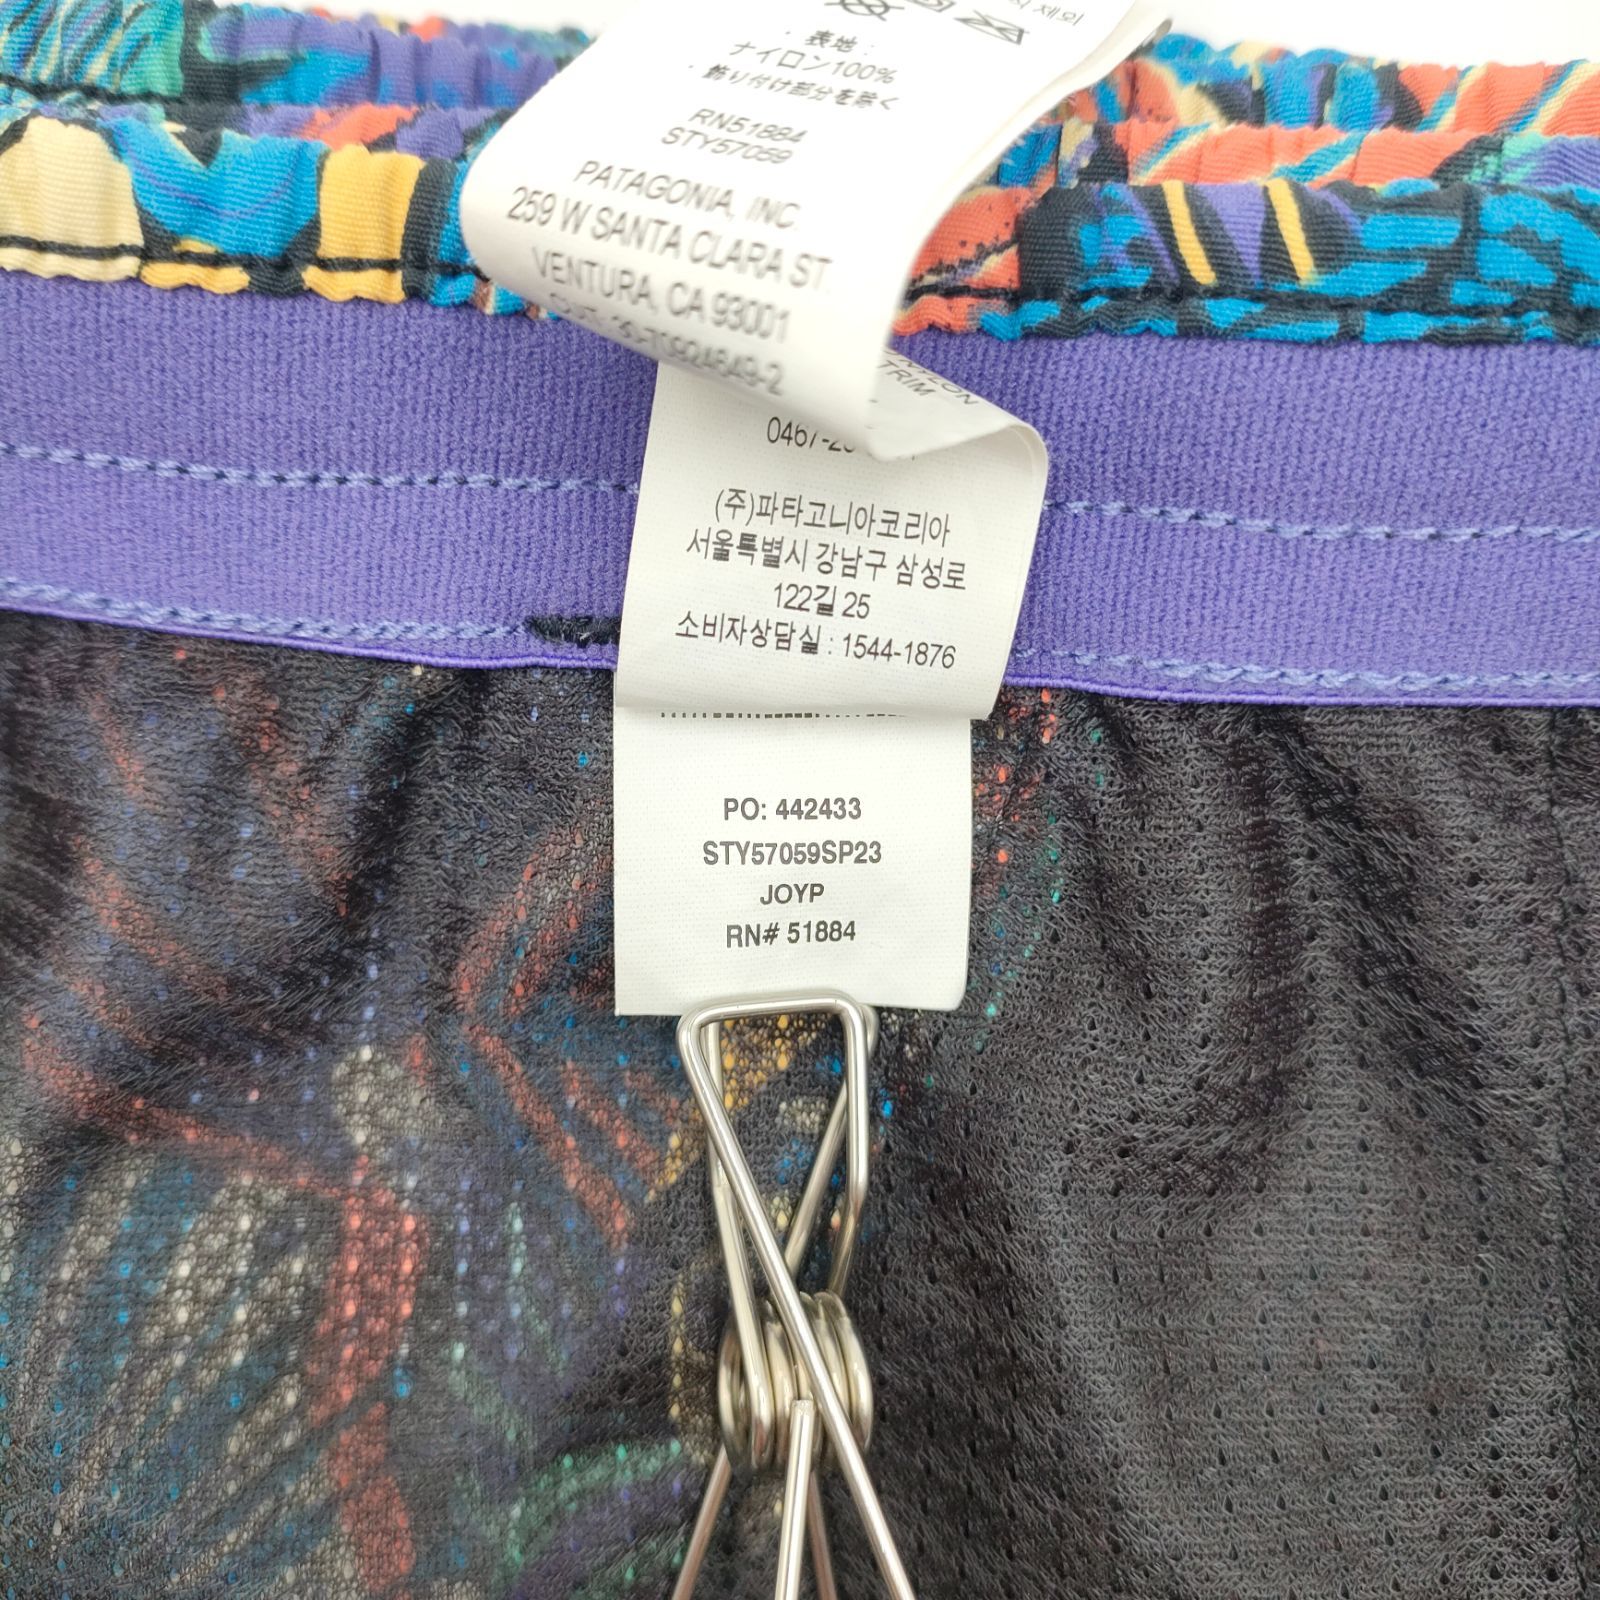 제외
表地 :
ナイロン100%
・飾り付け部分を除く
RN51884
STY57059
PATAGONIA, INC
259 W SANTA CLARA ST.
VENTURA, CA 93001
TRIM
(주)파타고니아코리아
서울특별시 강남구 삼성로
122길 25
소비자상담실 : 1544-1876
PO: 442433
STY57059SP23
JOYP
RN# 51884